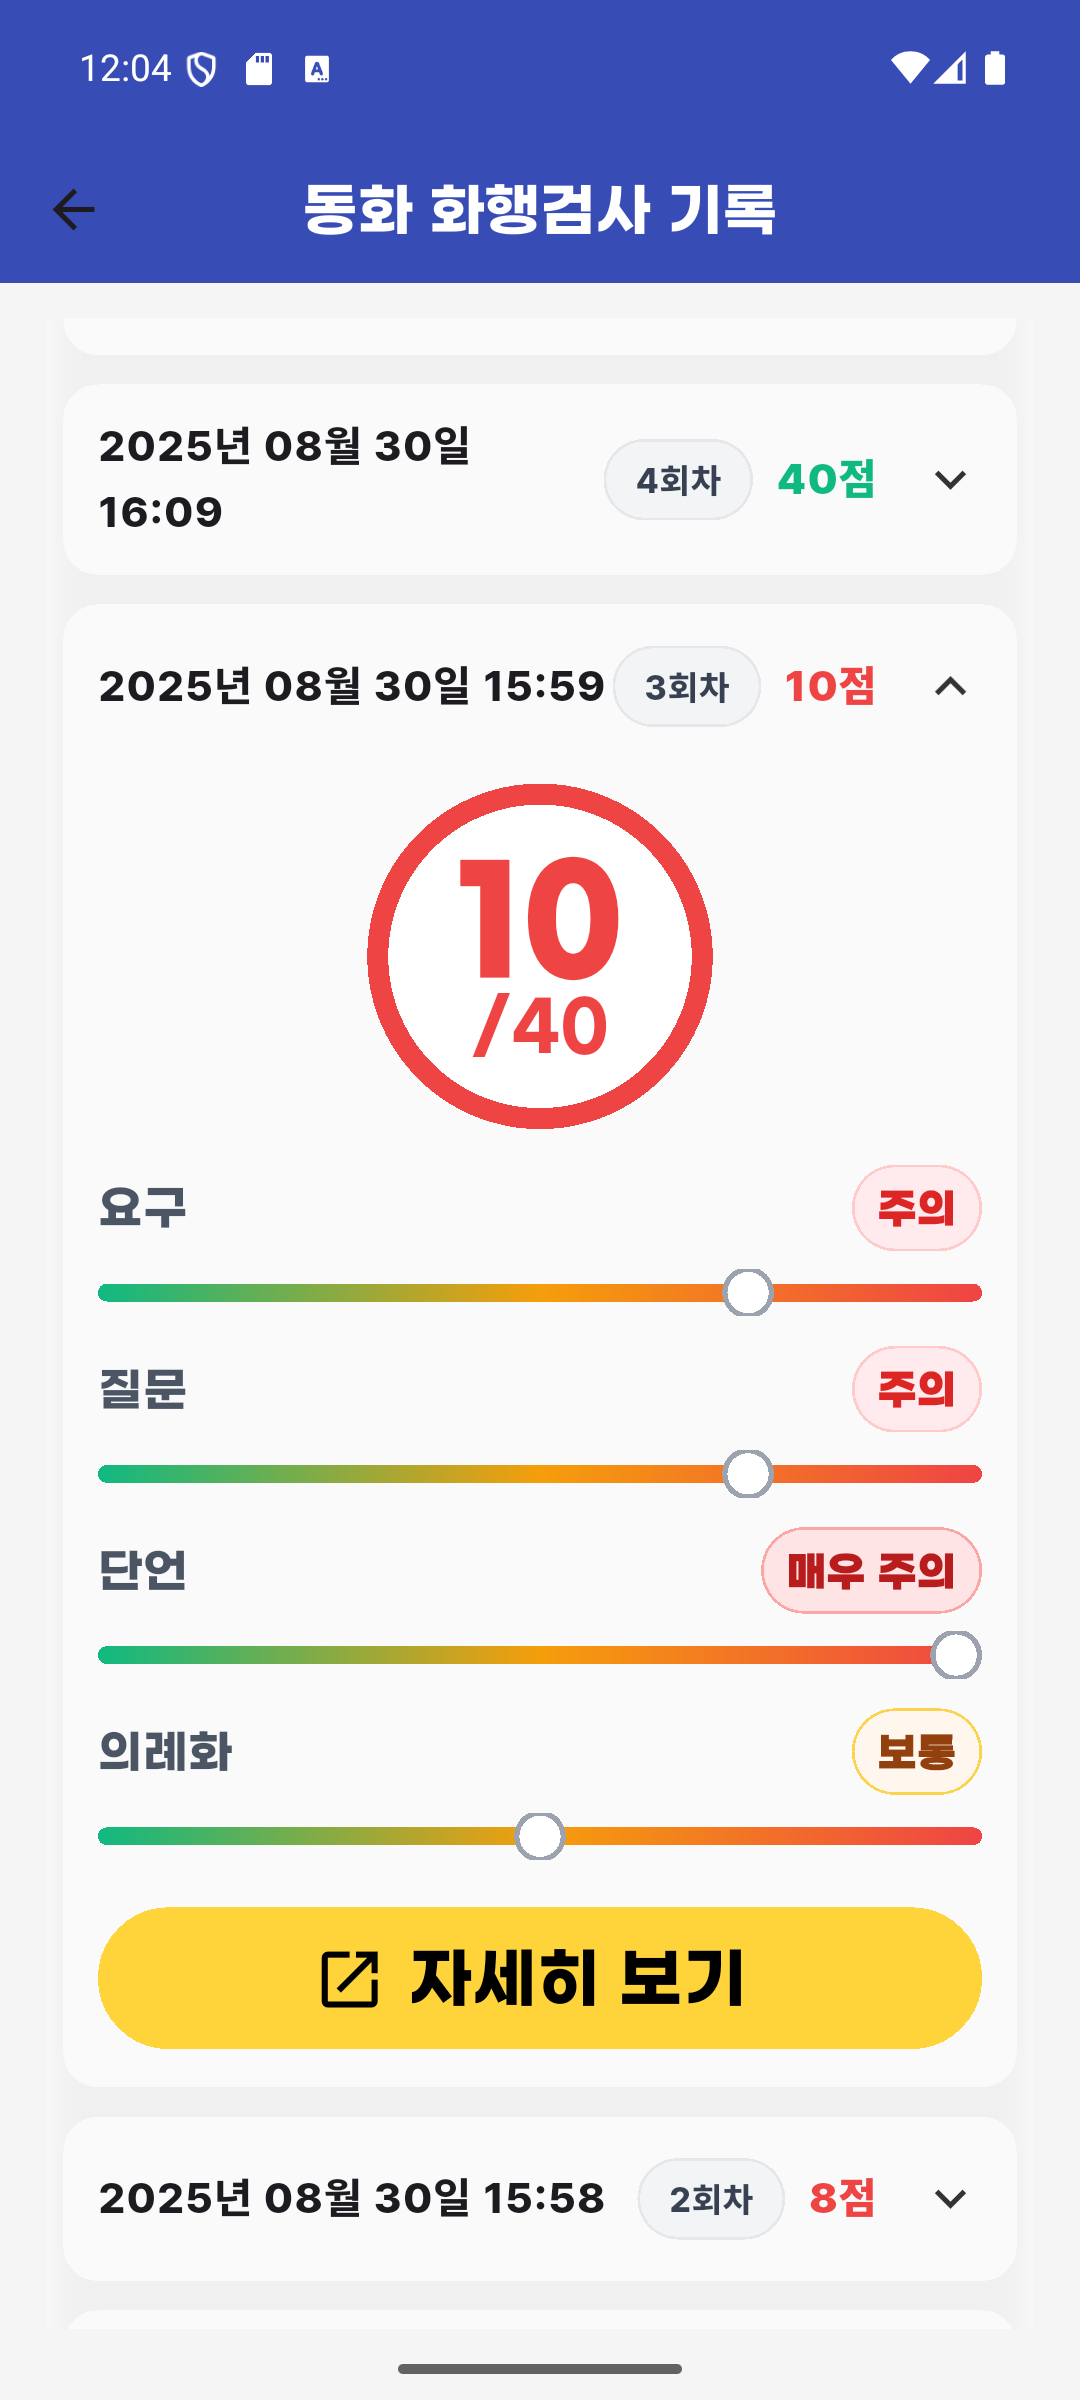 12:04
동화 화행검사 기록
2025년 08월 30일
16:09
4회차
40점
2025년 08월 30일 15:59
3회차
10점
10
/40
요구
주의
질문
주의
단언
매우 주의
의례화
보통
자세히 보기
2025년 08월 30일 15:58
2회차
8점